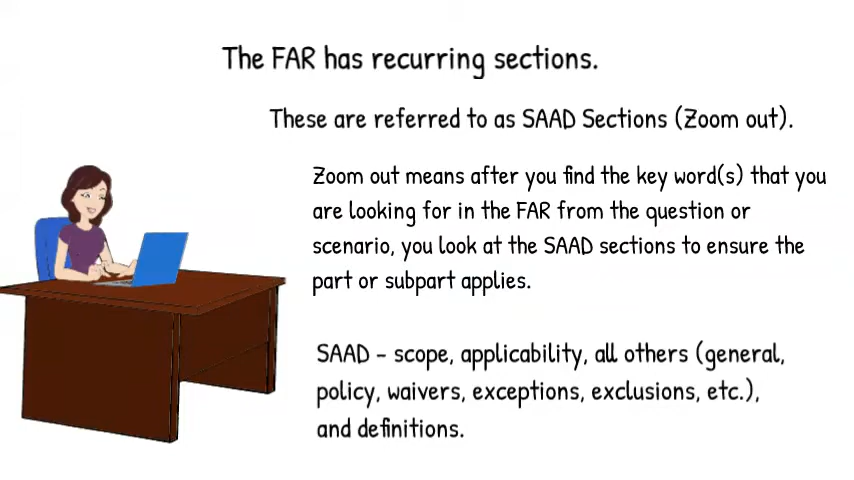 The FAR has recurring sections.
These are referred to as SAAD Sections (Zoom out).
Zoom out means after you find the key word(s) that you
are looking for in the FAR from the question or
scenario, you look at the SAAD sections to ensure the
part or subpart applies.
SAAD - scope, applicability, all others (general,
policy, waivers, exceptions, exclusions, etc.),
and definitions.